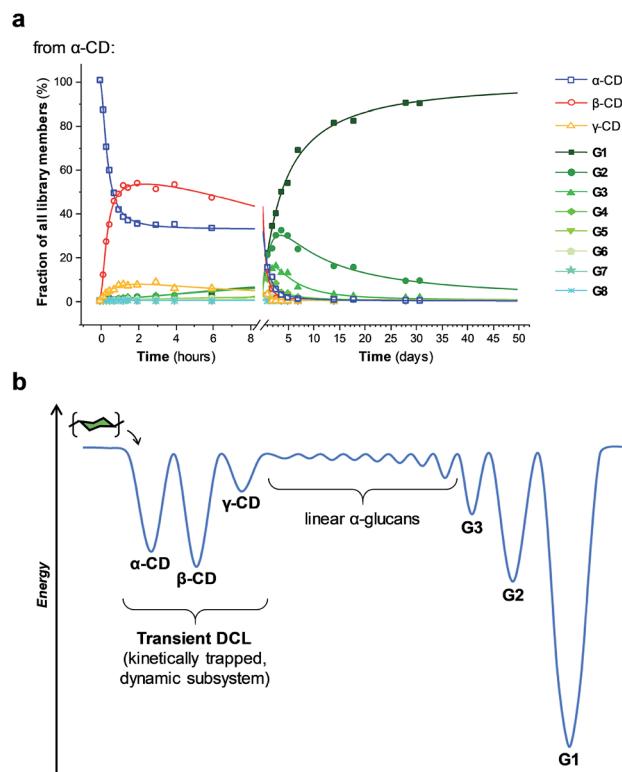 a
from α-CD:
Fraction of all library members (%)
100
80
60
40
20
0
0 2 4 6 8
5 10 15 20 25 30 35 40 45 50
Time (hours)
Time (days)
α-CD
β-CD
γ-CD
G1
G2
G3
G4
G5
G6
G7
G8
b
Energy
α-CD
β-CD
γ-CD
linear α-glucans
G3
G2
G1
Transient DCL
(kinetically trapped,
dynamic subsystem)